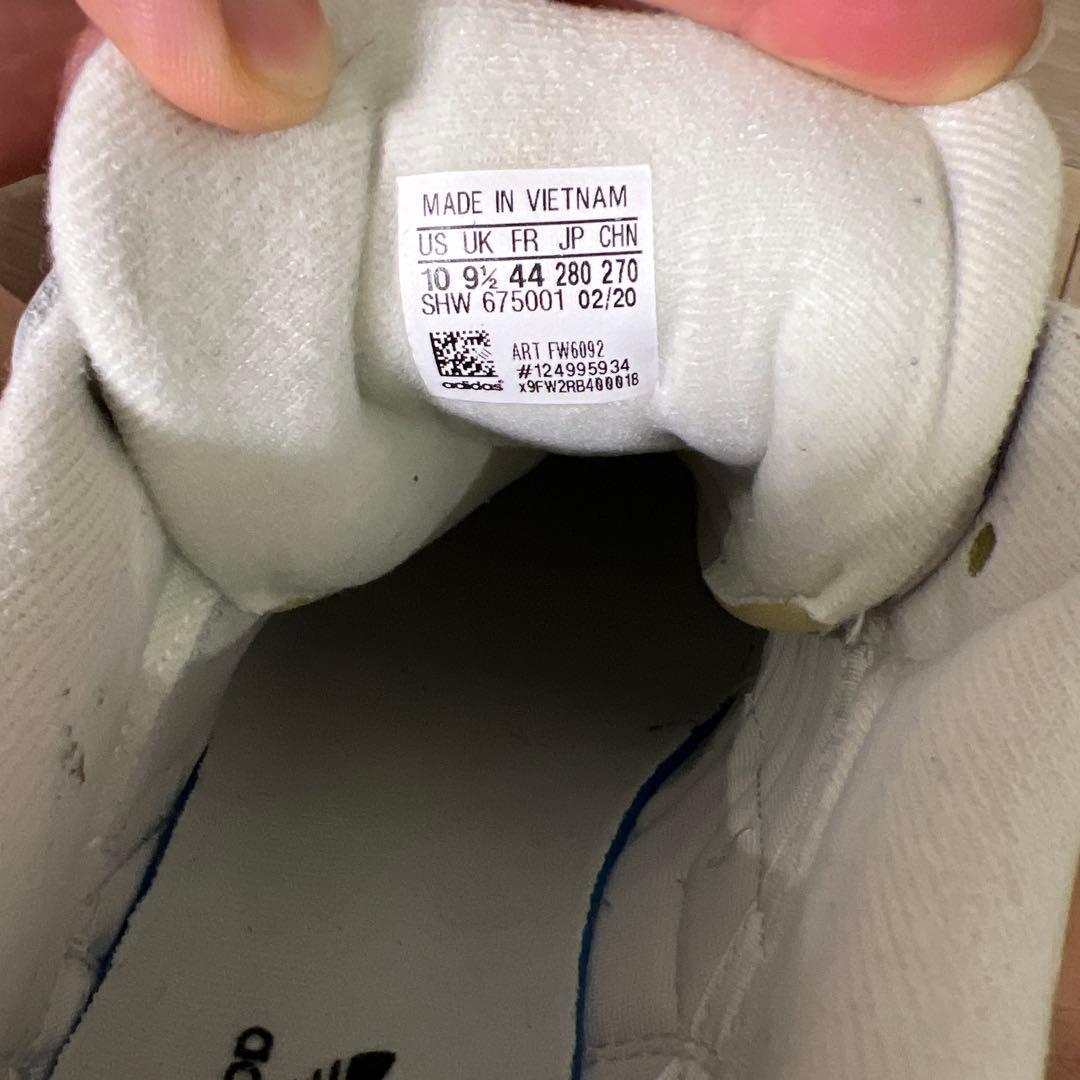 MADE IN VIETNAM
US UK FR JP CHN
10 9½ 44 280 270
SHW 675001 02/20
ART FW6092
#124995934
x9FW2RB400018
adidas